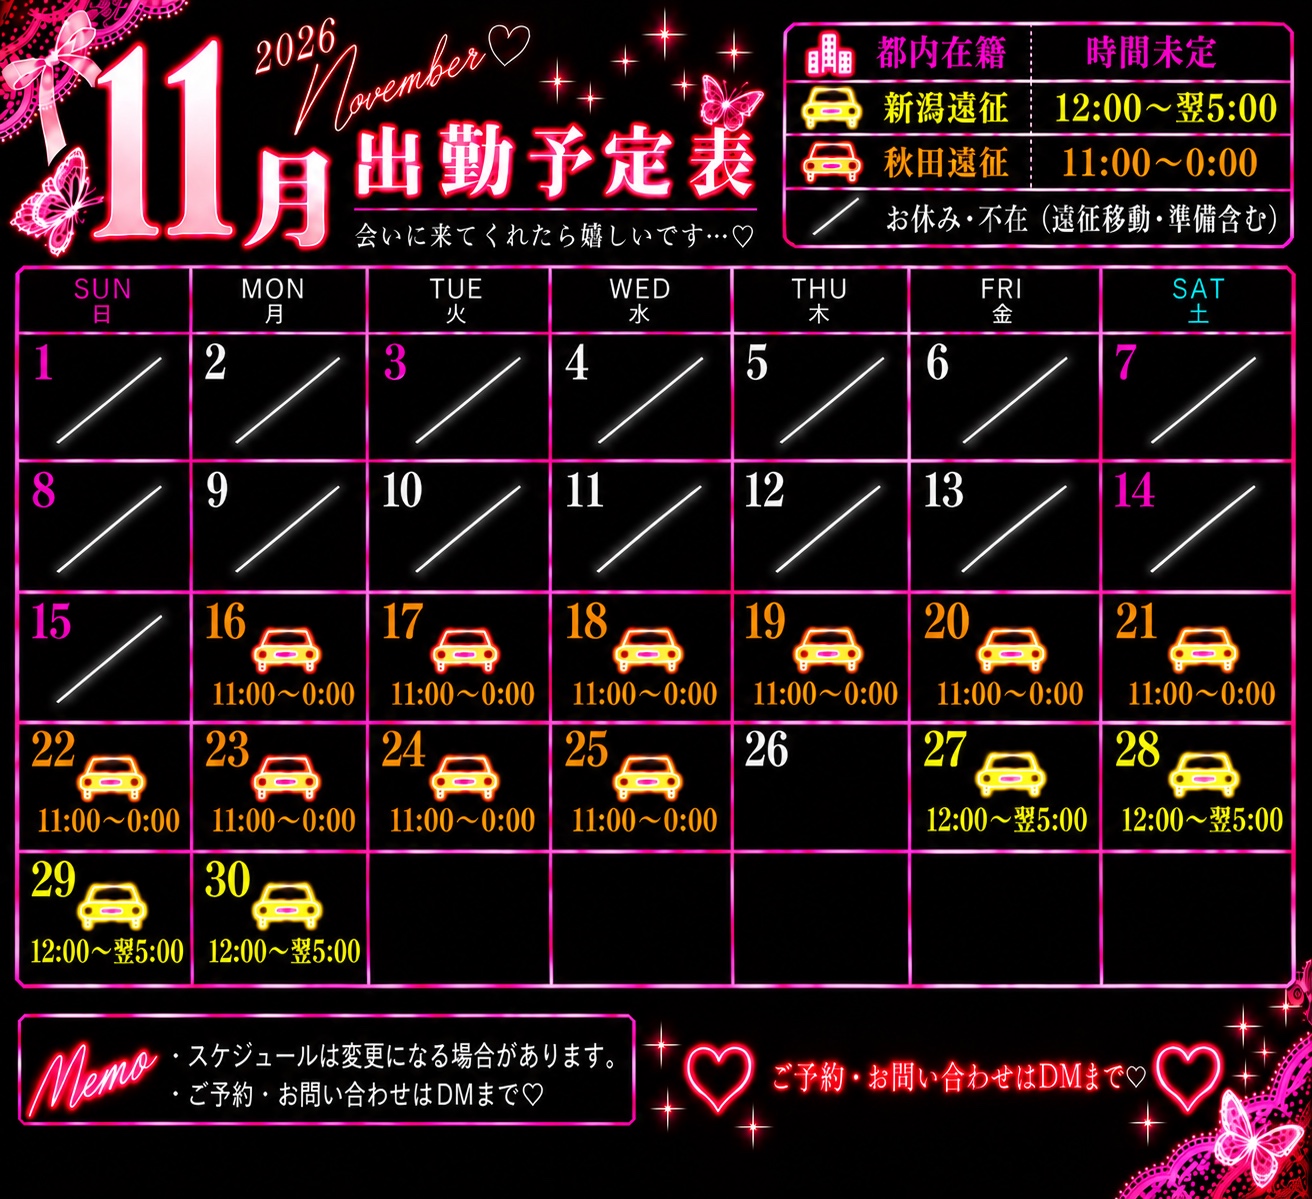 2026
November♡
11月
出勤予定表
会いに来てくれたら嬉しいです…♡
都内在籍 時間未定
新潟遠征 12:00〜翌5:00
秋田遠征 11:00〜0:00
お休み・不在（遠征移動・準備含む）
SUN MON TUE WED THU FRI SAT
日 月 火 水 木 金 土
1 2 3 4 5 6 7
8 9 10 11 12 13 14
15 16 17 18 19 20 21
11:00〜0:00 11:00〜0:00 11:00〜0:00 11:00〜0:00 11:00〜0:00 11:00〜0:00
22 23 24 25 26 27 28
11:00〜0:00 11:00〜0:00 11:00〜0:00 11:00〜0:00 12:00〜翌5:00 12:00〜翌5:00
29 30
12:00〜翌5:00 12:00〜翌5:00
Memo
・スケジュールは変更になる場合があります。
・ご予約・お問い合わせはDMまで♡
ご予約・お問い合わせはDMまで♡